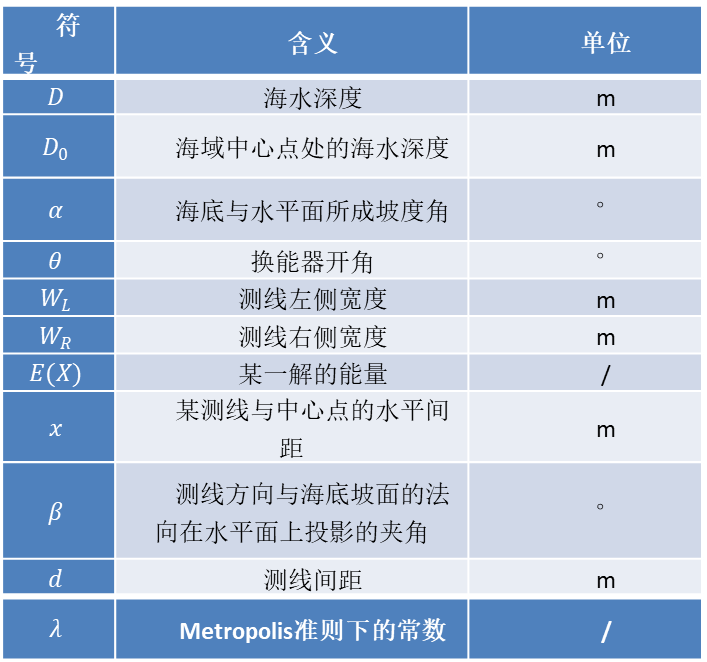 符号 含义 单位
D 海水深度 m
D₀ 海域中心点处的海水深度 m
α 海底与水平面所成坡度角 °
θ 换能器开角 °
W_L 测线左侧宽度 m
W_R 测线右侧宽度 m
E(X) 某一解的能量 /
x 某测线与中心点的水平间
距 m
β 测线方向与海底坡面的法
向在水平面上投影的夹角 °
d 测线间距 m
λ Metropolis准则下的常数 /